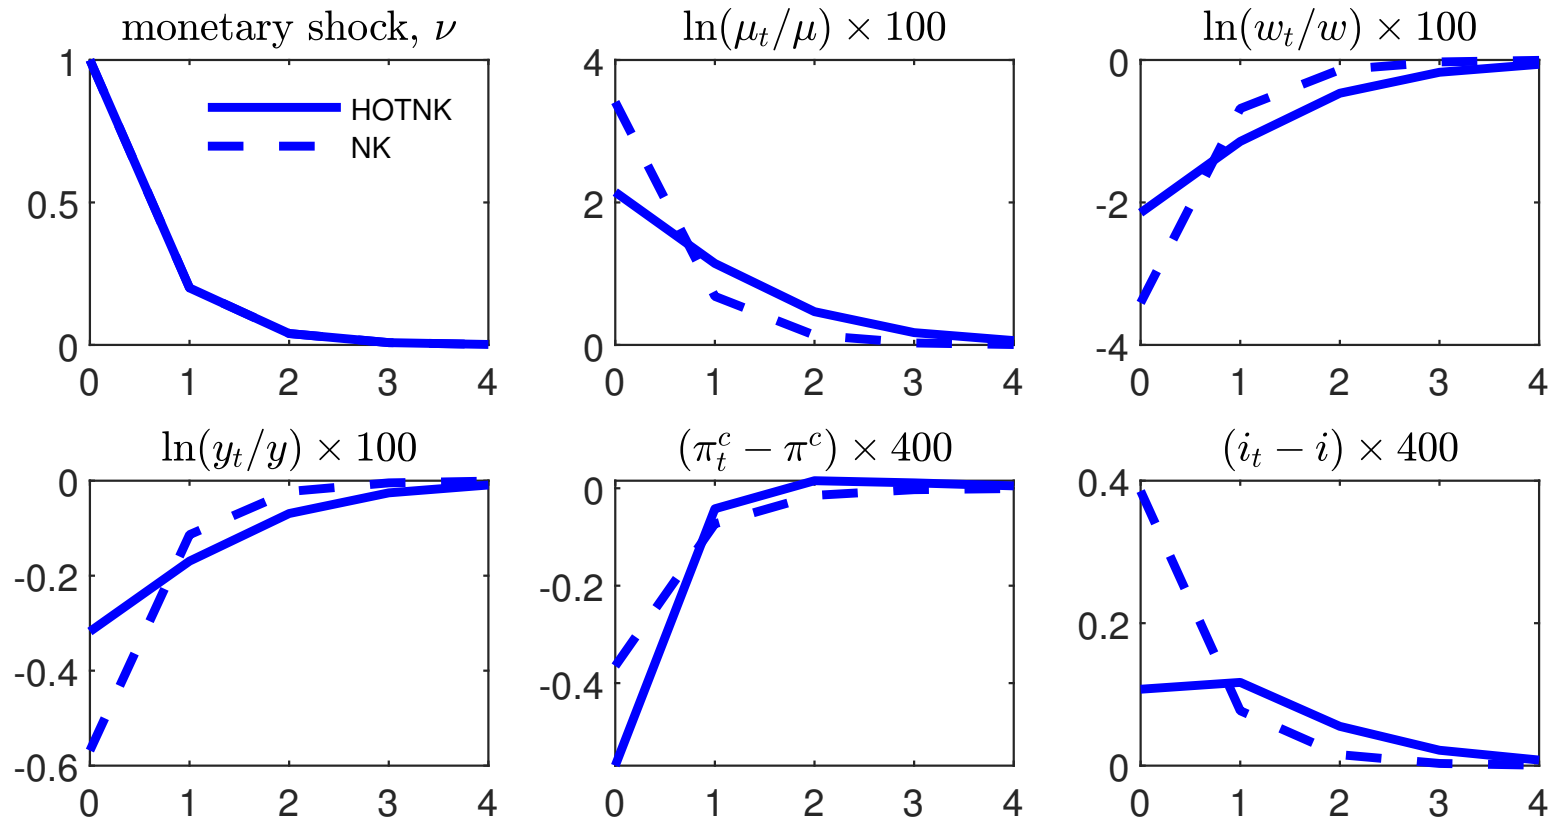 monetary shock, ν
1
0.5
0
0 1 2 3 4
HOTNK
NK
ln(μ_t/μ) × 100
4
2
0
0 1 2 3 4
ln(w_t/w) × 100
0
-2
-4
0 1 2 3 4
ln(y_t/y) × 100
0
-0.2
-0.4
-0.6
0 1 2 3 4
(π_t^c − π^c) × 400
0
-0.2
-0.4
0 1 2 3 4
(i_t − i) × 400
0.4
0.2
0
0 1 2 3 4